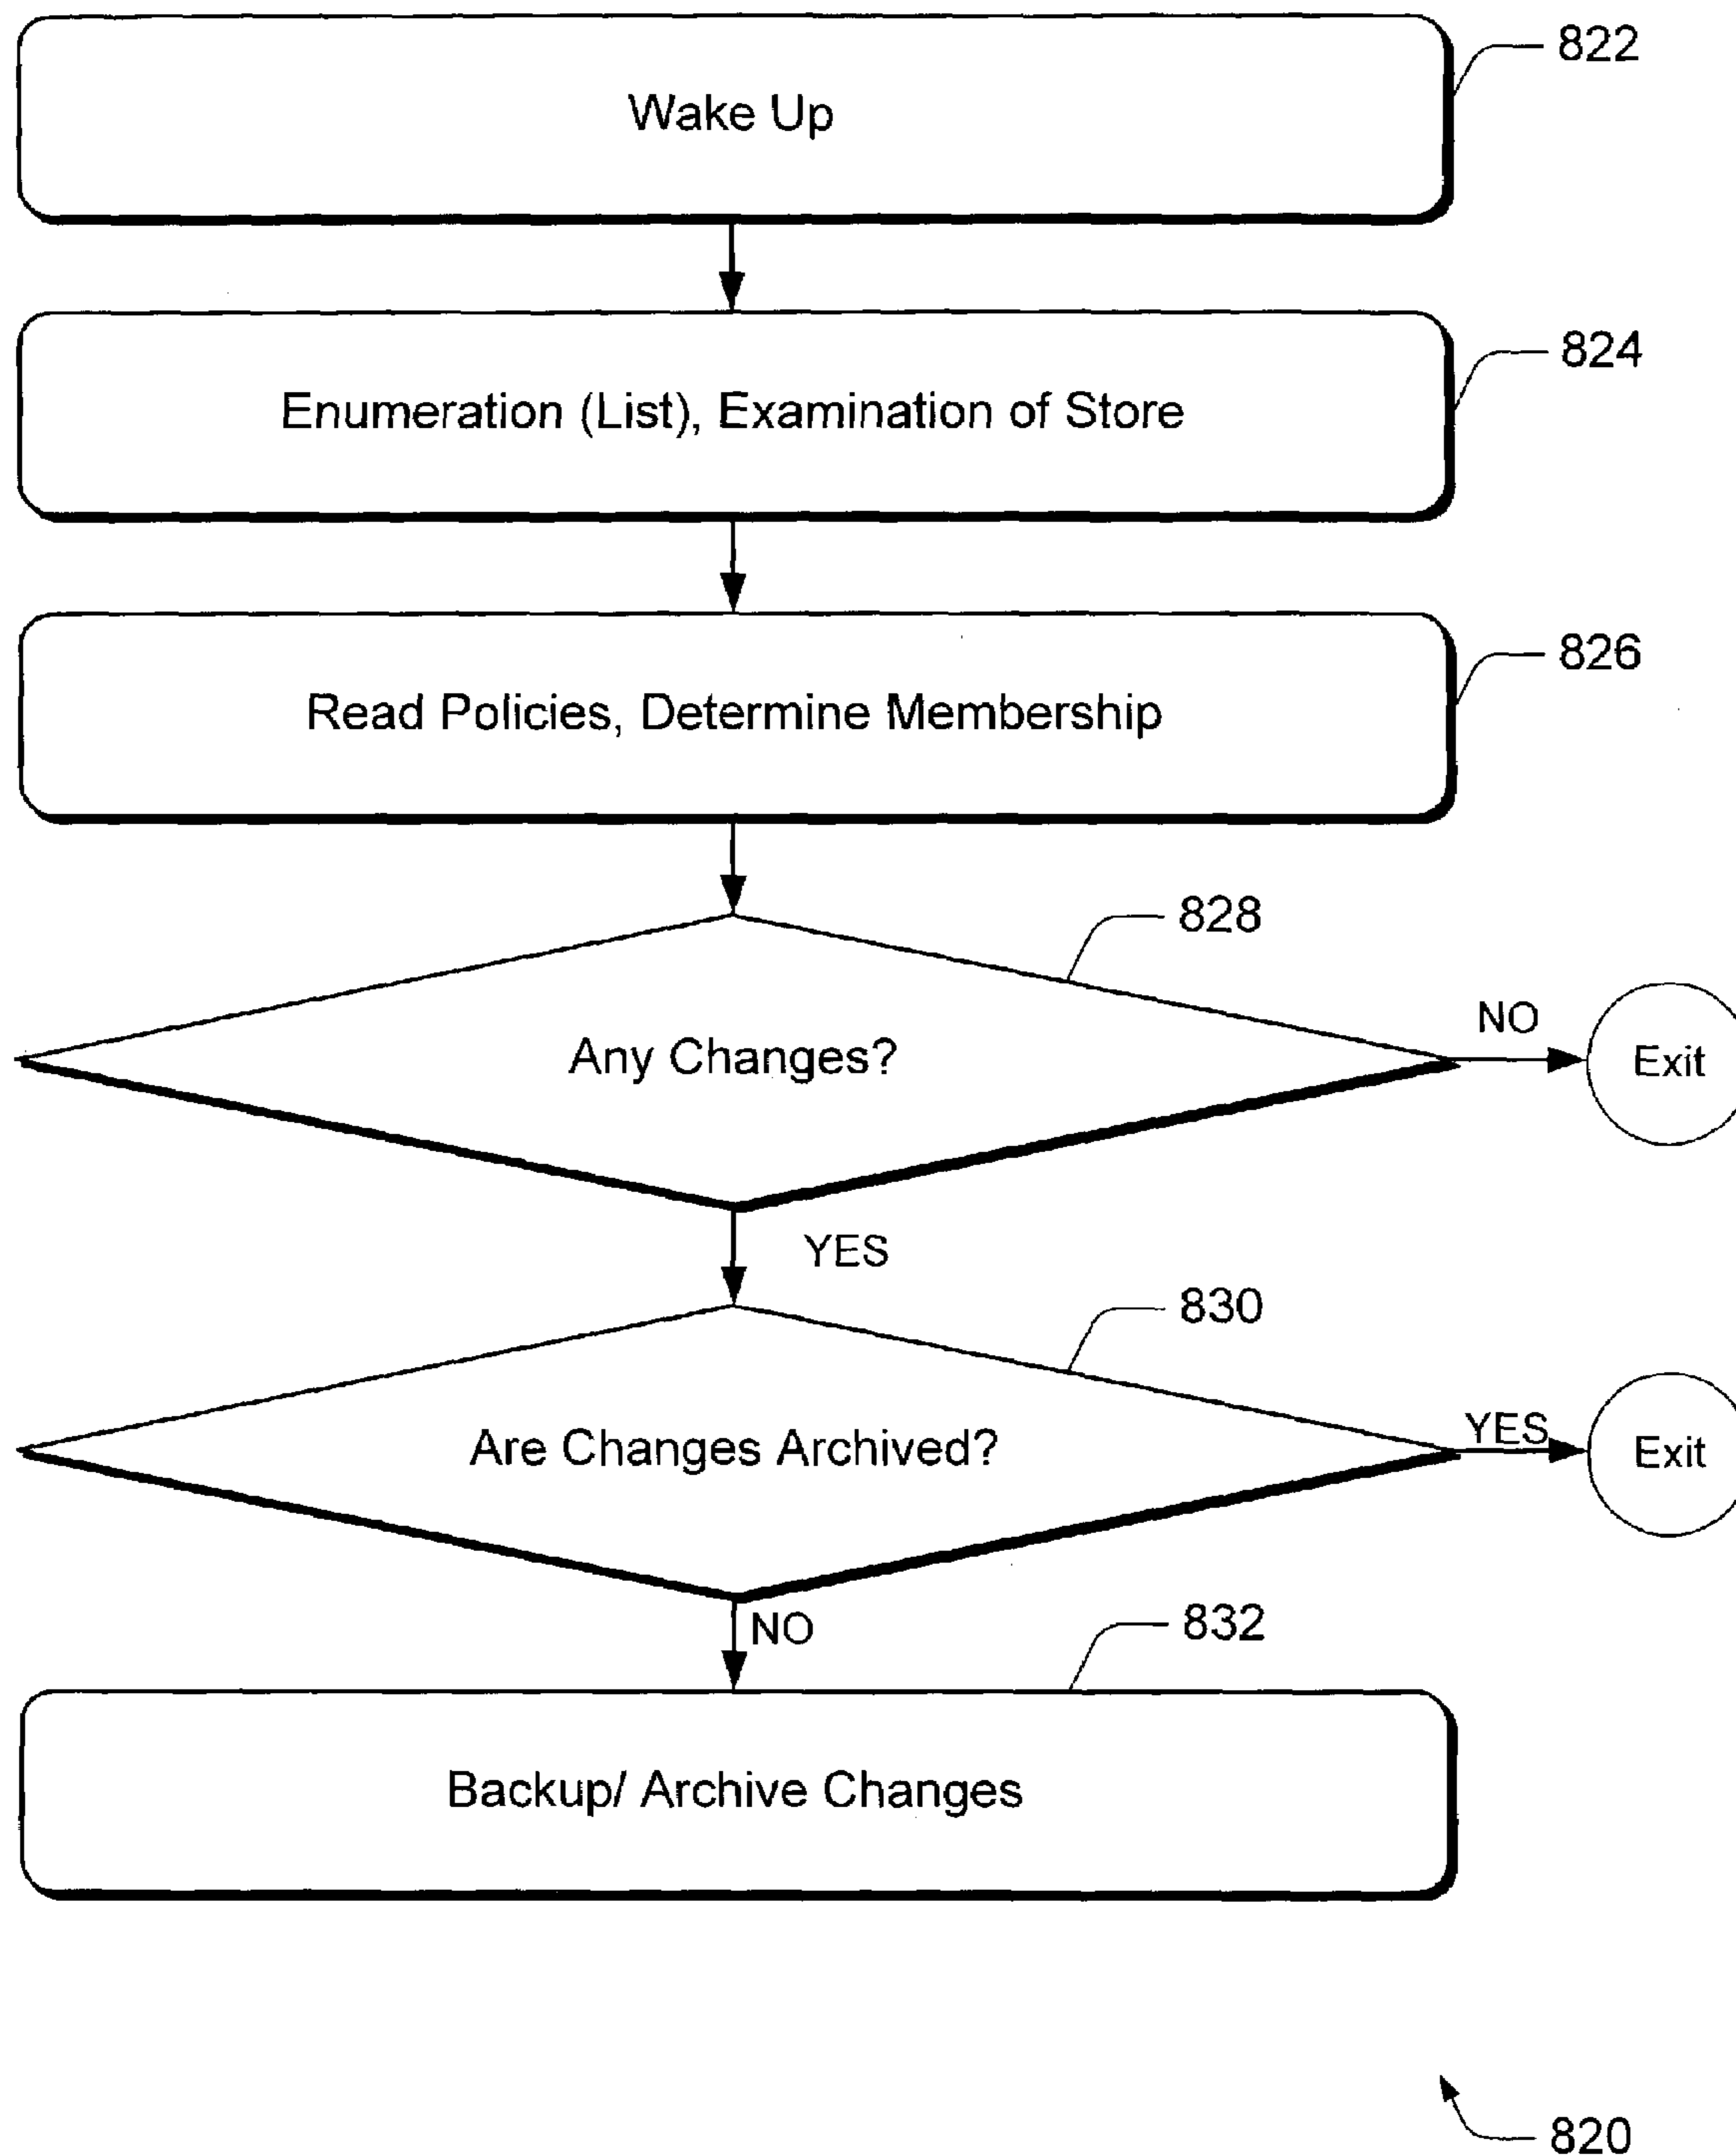 822
Wake Up
824
Enumeration (List), Examination of Store
826
Read Policies, Determine Membership
828
Any Changes?
NO
Exit
YES
830
Are Changes Archived?
YES
Exit
NO
832
Backup/ Archive Changes
820